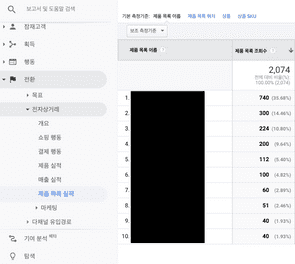 보고서 및 도움말 검색
잠재고객
획득
행동
전환
목표
전자상거래
개요
쇼핑 행동
결제 행동
제품 실적
매출 실적
제품 목록 실적
마케팅
다채널 유입경로
기여 분석 BETA
탐색
기본 측정기준: 제품 목록 이름 제품 목록 위치 상품 상품 SKU
보조 측정기준
제품 목록 이름 제품 목록 조회수
2,074
100.00% (2,074)
1. 740 (35.68%)
2. 300 (14.46%)
3. 224 (10.80%)
4. 200 (9.64%)
5. 112 (5.40%)
6. 100 (4.82%)
7. 60 (2.89%)
8. 51 (2.46%)
9. 40 (1.93%)
10. 40 (1.93%)